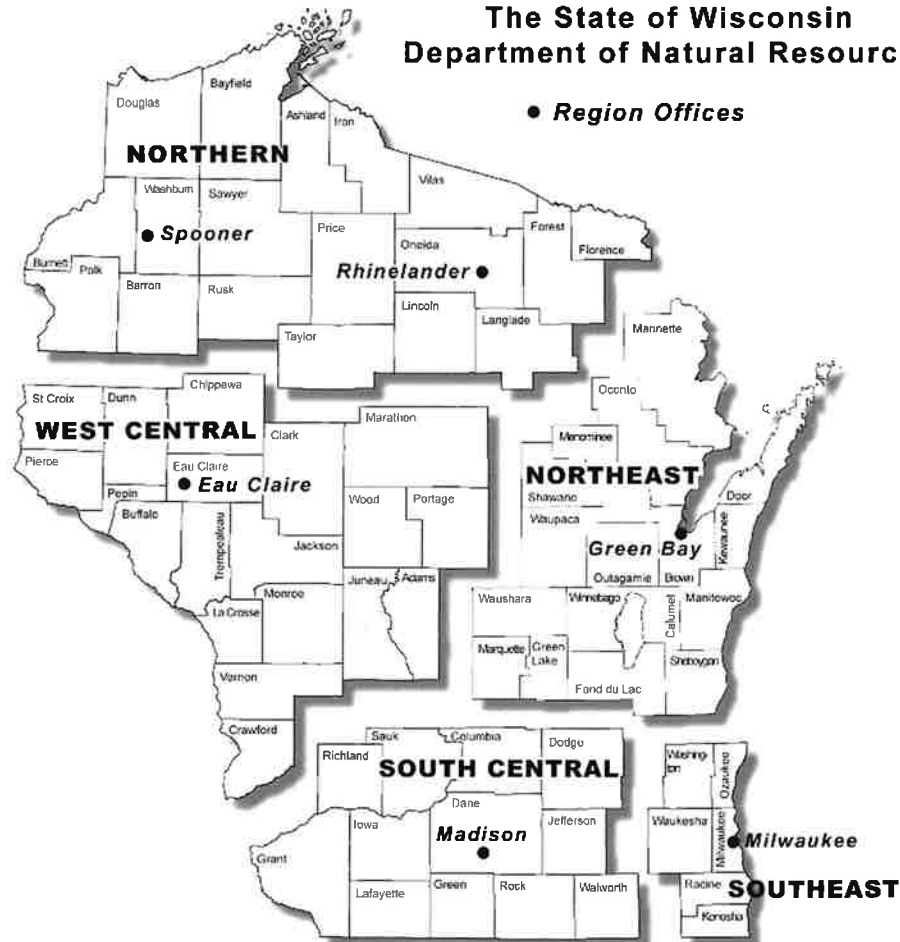 The State of Wisconsin
Department of Natural Resourc
Region Offices
Bayfield
Douglas
Ashland
Iron
NORTHERN
Vilas
Washburn
Sawyer
Price
Forest
Spooner
Oneida
Florence
Burnett
Polk
Rhinelander
Barron
Rusk
Lincoln
Langlade
Taylor
Marinette
Chippewa
St Croix
Dunn
Oconto
Marathon
WEST CENTRAL
Clark
Menominee
Pierce
Eau Claire
NORTHEAST
Eau Claire
Pepin
Wood
Portage
Shawano
Door
Buffalo
Waupaca
Kewaunee
Trempealeau
Jackson
Green Bay
Juneau
Adams
Outagamie
Brown
Monroe
Waushara
Winnebago
Calumet
Manitowoc
La Crosse
Marquette
Green
Lake
Sheboygan
Vernon
Fond du Lac
Crawford
Sauk
Columbia
Dodge
Richland
Washing-
ton
Ozaukee
SOUTH CENTRAL
Dane
Iowa
Jefferson
Waukesha
Madison
Milwaukee
Milwaukee
Grant
Lafayette
Green
Rock
Walworth
Racine
SOUTHEAST
Kenosha